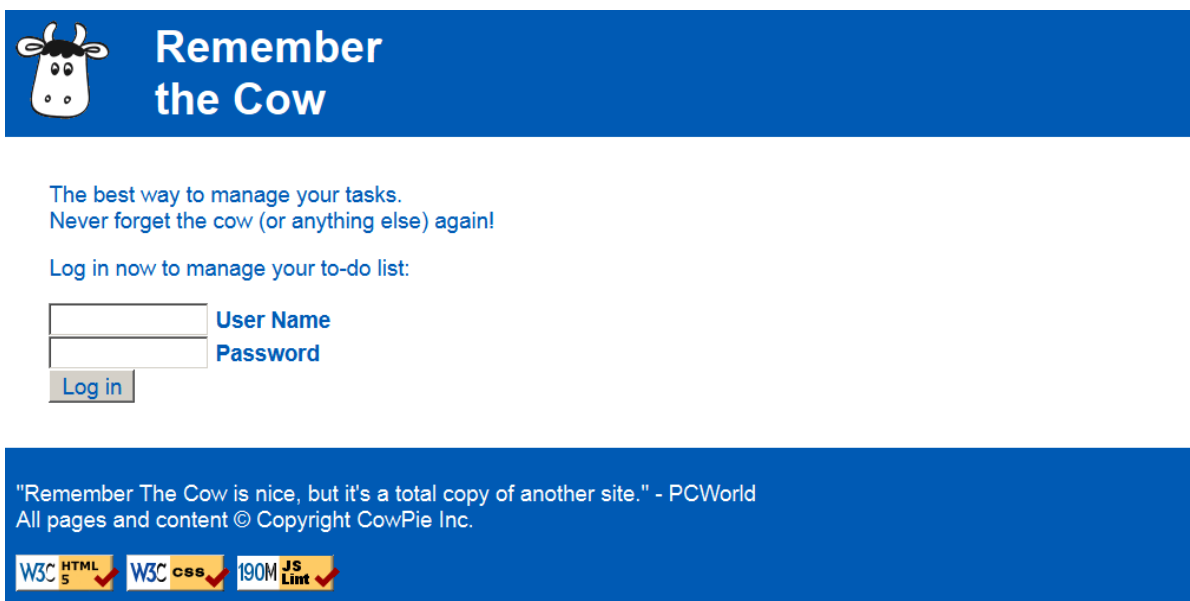 Remember
the Cow
The best way to manage your tasks.
Never forget the cow (or anything else) again!
Log in now to manage your to-do list:
User Name
Password
Log in
"Remember The Cow is nice, but it's a total copy of another site." - PCWorld
All pages and content © Copyright CowPie Inc.
W3C HTML 5 W3C css 190M JS Lint